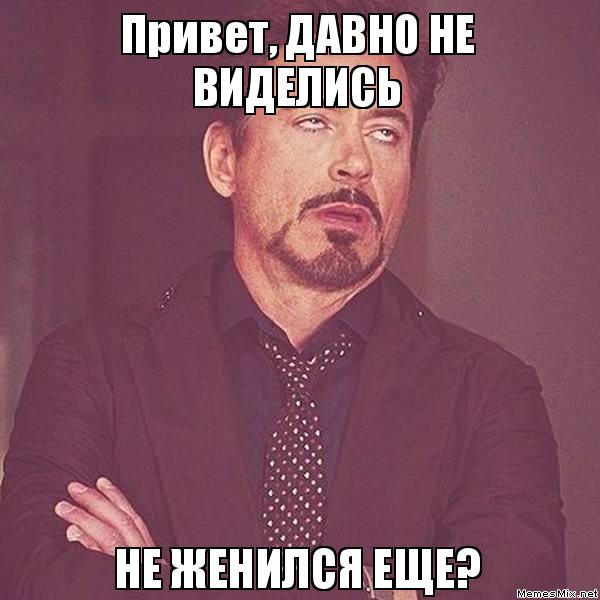 Привет, ДАВНО НЕ
ВИДЕЛИСЬ
НЕ ЖЕНИЛСЯ ЕЩЕ?
MemesMix.net